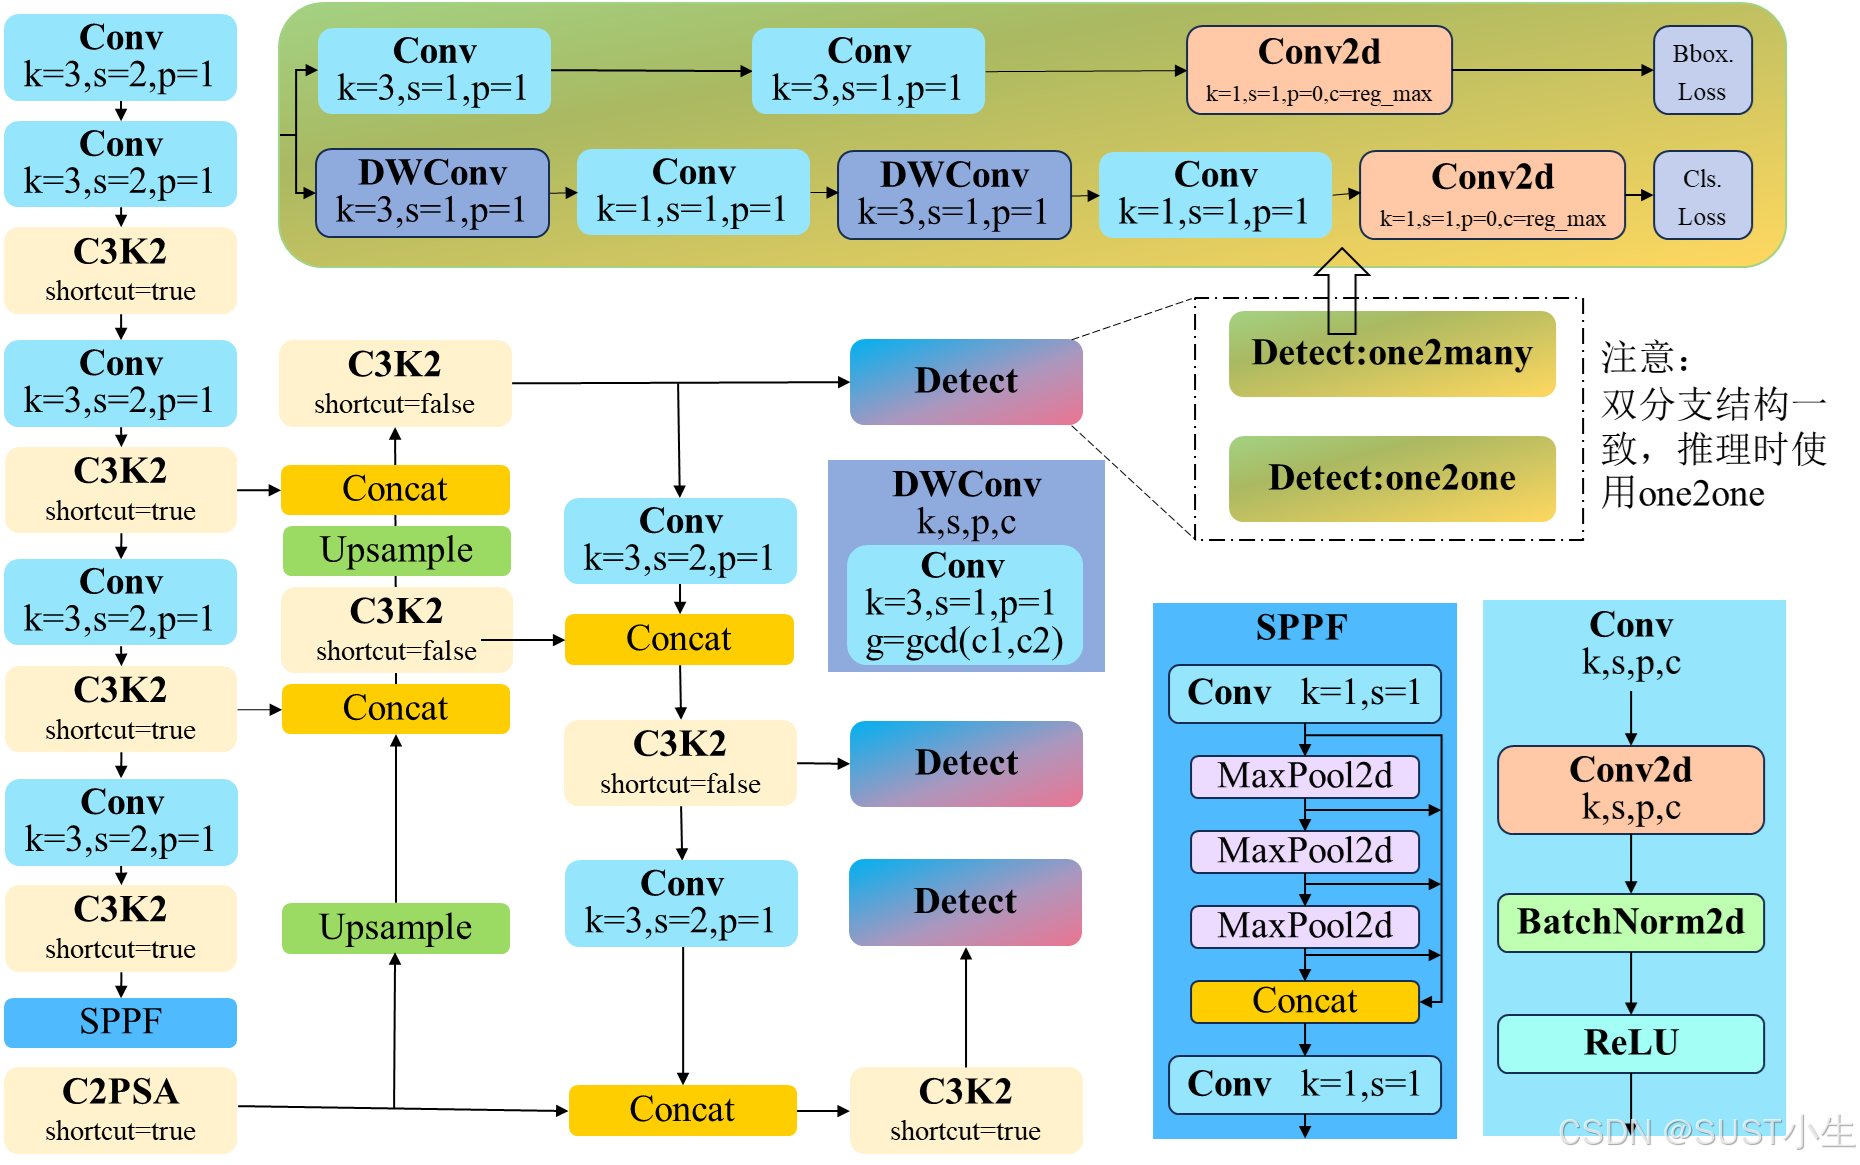 Conv
k=3,s=2,p=1
Conv
k=3,s=2,p=1
C3K2
shortcut=true
Conv
k=3,s=2,p=1
C3K2
shortcut=true
Conv
k=3,s=2,p=1
C3K2
shortcut=true
Conv
k=3,s=2,p=1
C3K2
shortcut=true
SPPF
C2PSA
shortcut=true
Conv
k=3,s=1,p=1
Conv
k=3,s=1,p=1
Conv2d
k=1,s=1,p=0,c=reg_max
Bbox.
Loss
DWConv
k=3,s=1,p=1
Conv
k=1,s=1,p=1
DWConv
k=3,s=1,p=1
Conv
k=1,s=1,p=1
Conv2d
k=1,s=1,p=0,c=reg_max
Cls.
Loss
C3K2
shortcut=false
Concat
Upsample
C3K2
shortcut=false
Concat
Upsample
Conv
k=3,s=2,p=1
Concat
C3K2
shortcut=false
Conv
k=3,s=2,p=1
Concat
Detect
Detect
Detect
C3K2
shortcut=true
DWConv
k,s,p,c
Conv
k=3,s=1,p=1
g=gcd(c1,c2)
Detect:one2many
Detect:one2one
注意：
双分支结构一
致，推理时使
用one2one
SPPF
Conv k=1,s=1
MaxPool2d
MaxPool2d
MaxPool2d
Concat
Conv k=1,s=1
Conv
k,s,p,c
Conv2d
k,s,p,c
BatchNorm2d
ReLU
CSDN @SUST小生